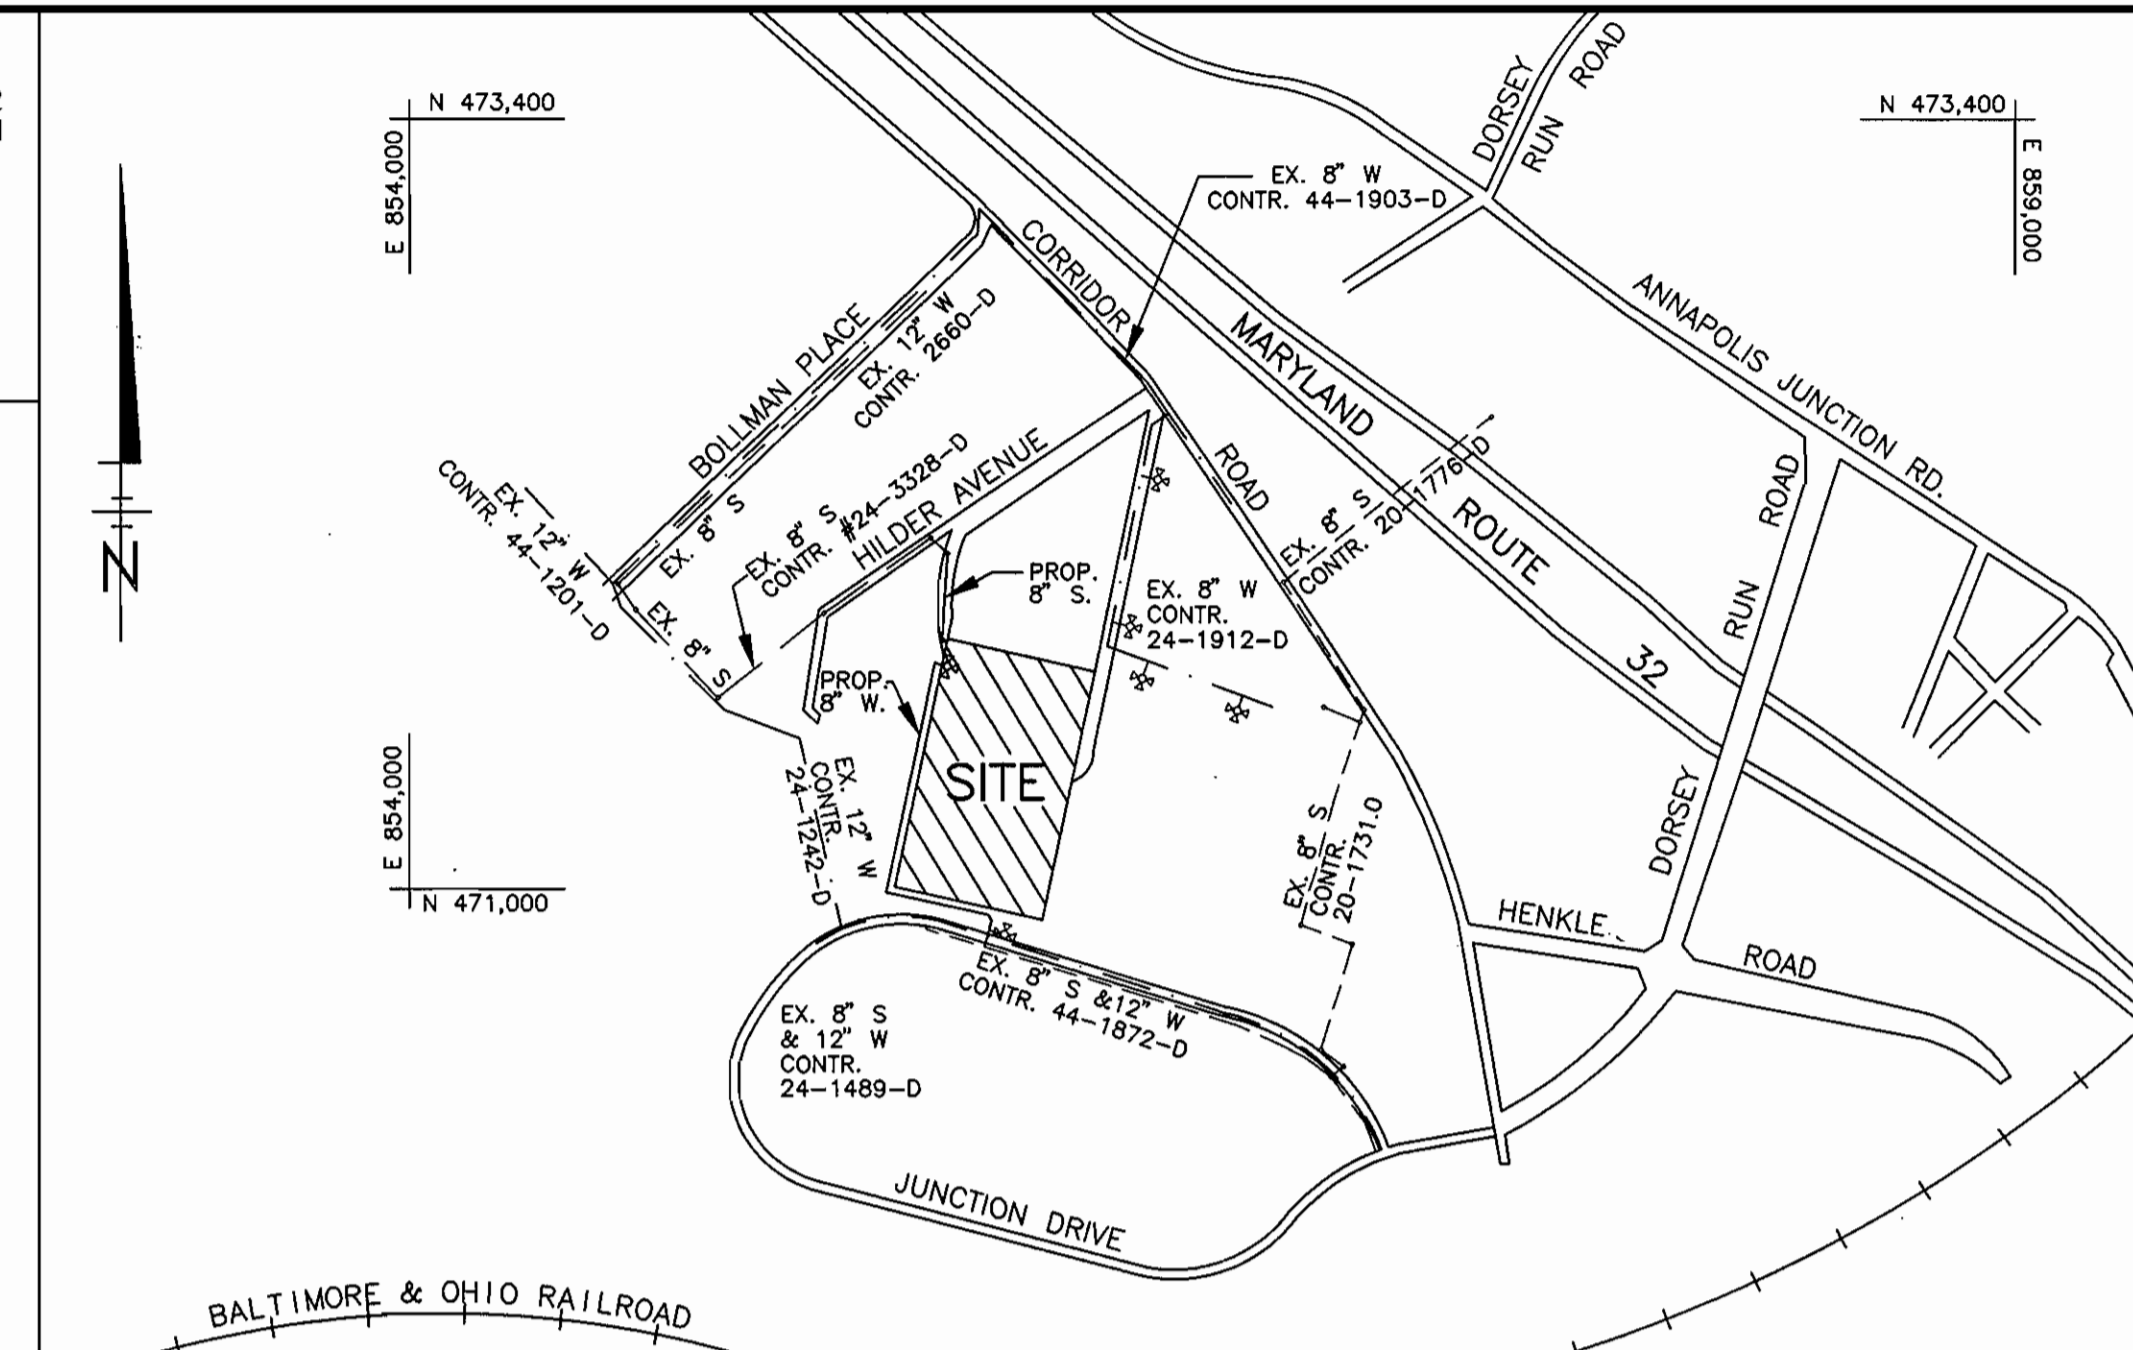 N 473,400
E 854,000
N 473,400
E 859,000
DORSEY
RUN ROAD
EX. 8" W
CONTR. 44-1903-D
CORRIDOR
ROAD
MARYLAND
ROUTE
32
ANNAPOLIS JUNCTION RD.
BOLLMAN PLACE
EX. 12" W
CONTR. 2660-D
EX. 8" S
EX. 12" W
CONTR. 44-1201-D
EX. 8" S
EX. 8" S
CONTR. #24-3328-D
HILDER AVENUE
PROP.
8" S.
EX. 8" W
CONTR.
24-1912-D
EX. 8" S
CONTR. 20-1776-D
DORSEY RUN ROAD
N
PROP.
8" W.
SITE
EX. 12" W
CONTR.
24-1242-D
E 854,000
N 471,000
EX. 8" S
CONTR.
20-1731.0
HENKLE
ROAD
EX. 8" S &12" W
CONTR. 44-1872-D
EX. 8" S
& 12" W
CONTR.
24-1489-D
JUNCTION DRIVE
BALTIMORE & OHIO RAILROAD